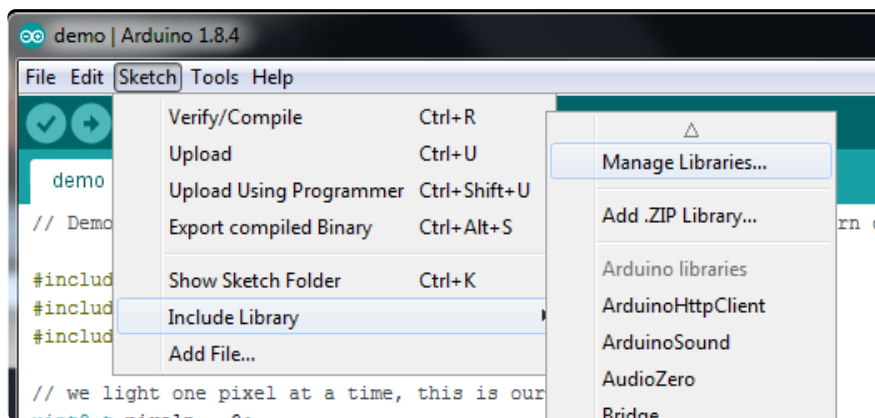 demo | Arduino 1.8.4
File Edit Sketch Tools Help
Verify/Compile Ctrl+R
Upload Ctrl+U
Upload Using Programmer Ctrl+Shift+U
Export compiled Binary Ctrl+Alt+S
Show Sketch Folder Ctrl+K
Include Library
Add File...
Manage Libraries...
Add .ZIP Library...
Arduino libraries
ArduinoHttpClient
ArduinoSound
AudioZero
Bridge
demo
// Demo
#includ
#includ
#includ
// we light one pixel at a time, this is our